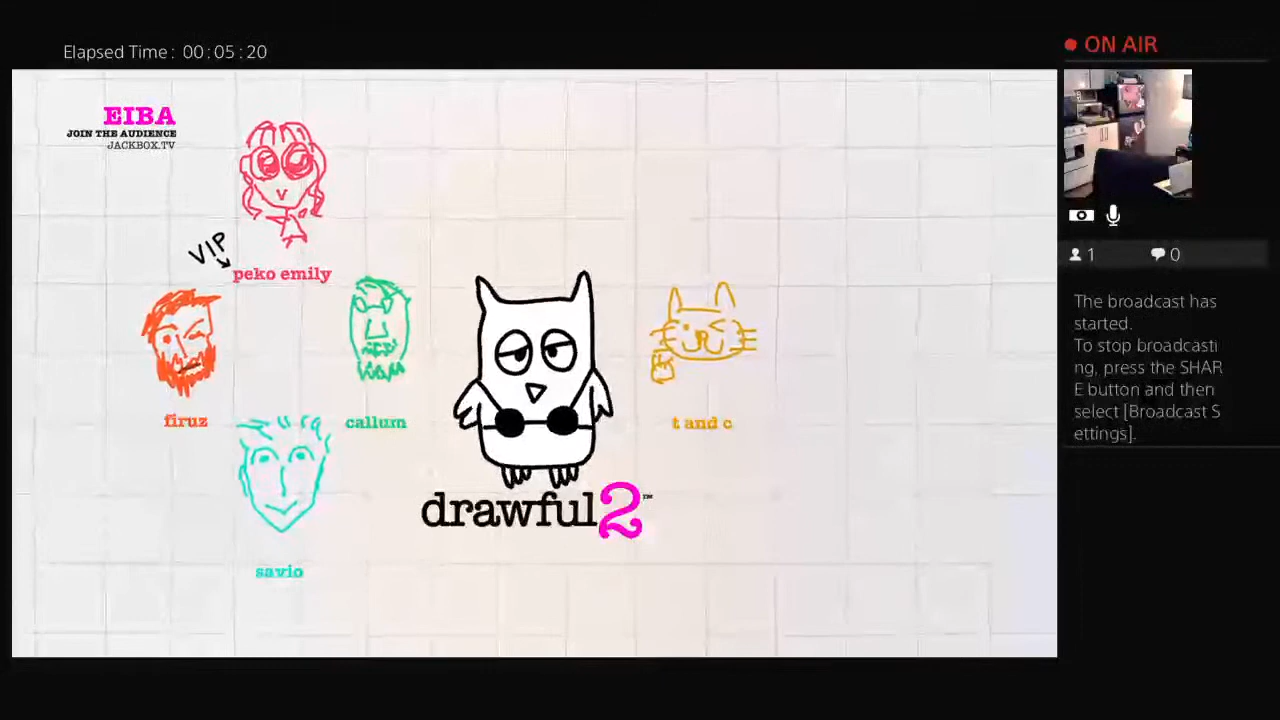 Elapsed Time: 00:05:20
ON AIR
EIBA
JOIN THE AUDIENCE
JACKBOX.TV
VIP
peko emily
firuz
callum
savio
t and c
drawful2™
1 0
The broadcast has
started.
To stop broadcasti
ng, press the SHAR
E button and then
select [Broadcast S
ettings].